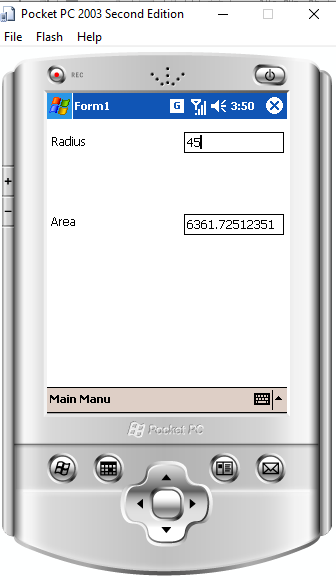 Pocket PC 2003 Second Edition
File Flash Help
REC
Form1 G 3:50
Radius 45
Area 6361.72512351
Main Manu
Pocket PC